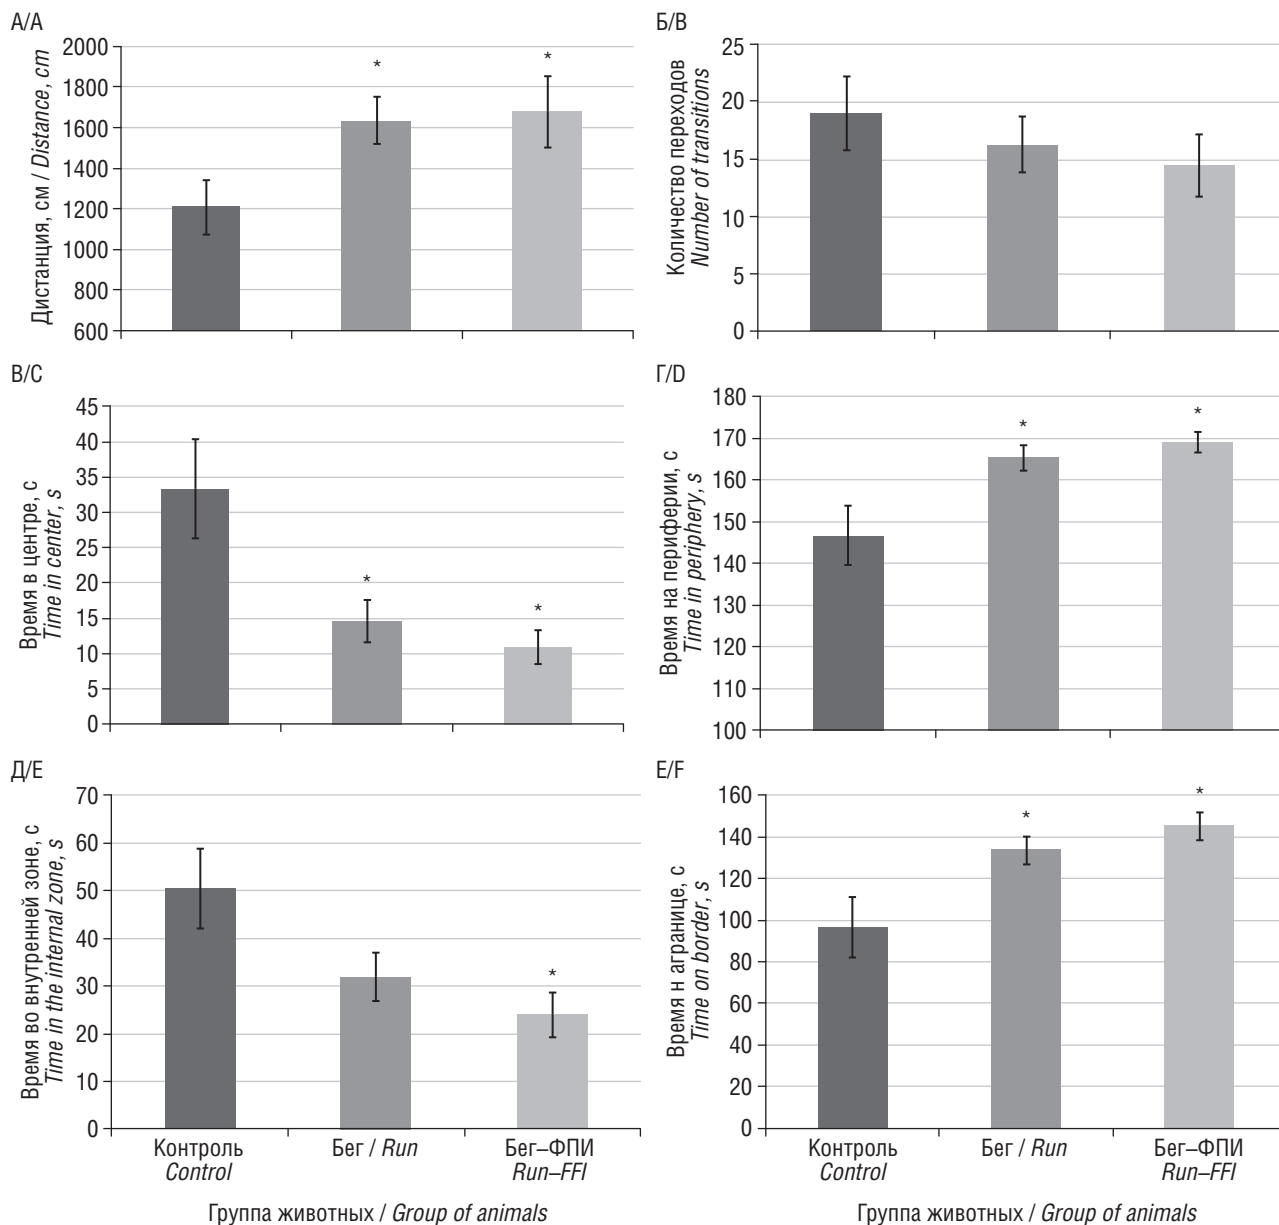 А/A
Дистанция, см / Distance, cm
2000
1800
1600
1400
1200
1000
800
600
*
*
Б/B
Количество переходов
Number of transitions
25
20
15
10
5
0
В/C
Время в центре, с
Time in center, s
45
40
35
30
25
20
15
10
5
0
*
*
Г/D
Время на периферии, с
Time in periphery, s
180
170
160
150
140
130
120
110
100
*
*
Д/E
Время во внутренней зоне, с
Time in the internal zone, s
70
60
50
40
30
20
10
0
*
Контроль
Control
Бег / Run
Бег–ФПИ
Run–FFI
Группа животных / Group of animals
Е/F
Время н агранице, с
Time on border, s
160
140
120
100
80
60
40
20
0
*
*
Контроль
Control
Бег / Run
Бег–ФПИ
Run–FFI
Группа животных / Group of animals